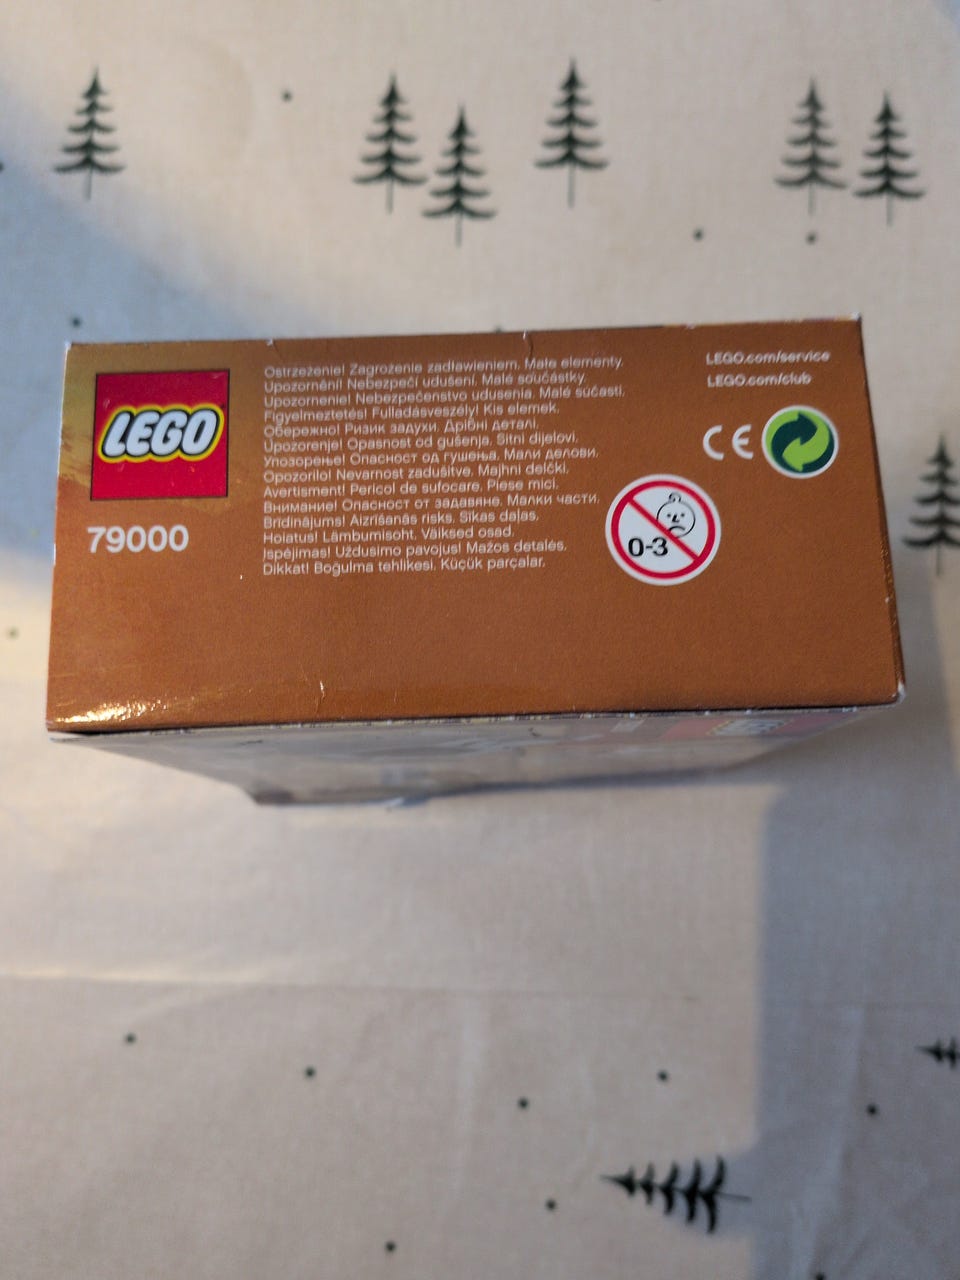 LEGO
79000
Ostrzeżenie! Zagrożenie zadławieniem. Małe elementy.
Upozornění! Nebezpečí udušení. Malé součástky.
Upozornenie! Nebezpečenstvo udusenia. Malé súčasti.
Figyelmeztetés! Fulladásveszély! Kis elemek.
Обережно! Ризик задухи. Дрібні деталі.
Upozorenje! Opasnost od gušenja. Sitni dijelovi.
Упозорење! Опасност од гушења. Мали делови.
Opozorilo! Nevarnost zadušitve. Majhni delčki.
Avertisment! Pericol de sufocare. Piese mici.
Внимание! Опасност от задавяне. Малки части.
Brīdinājums! Aizrīšanās risks. Sīkas daļas.
Hoiatus! Lämbumisoht. Väiksed osad.
Įspėjimas! Uždusimo pavojus! Mažos detalės.
Dikkat! Boğulma tehlikesi. Küçük parçalar.
LEGO.com/service
LEGO.com/club
CE
0-3